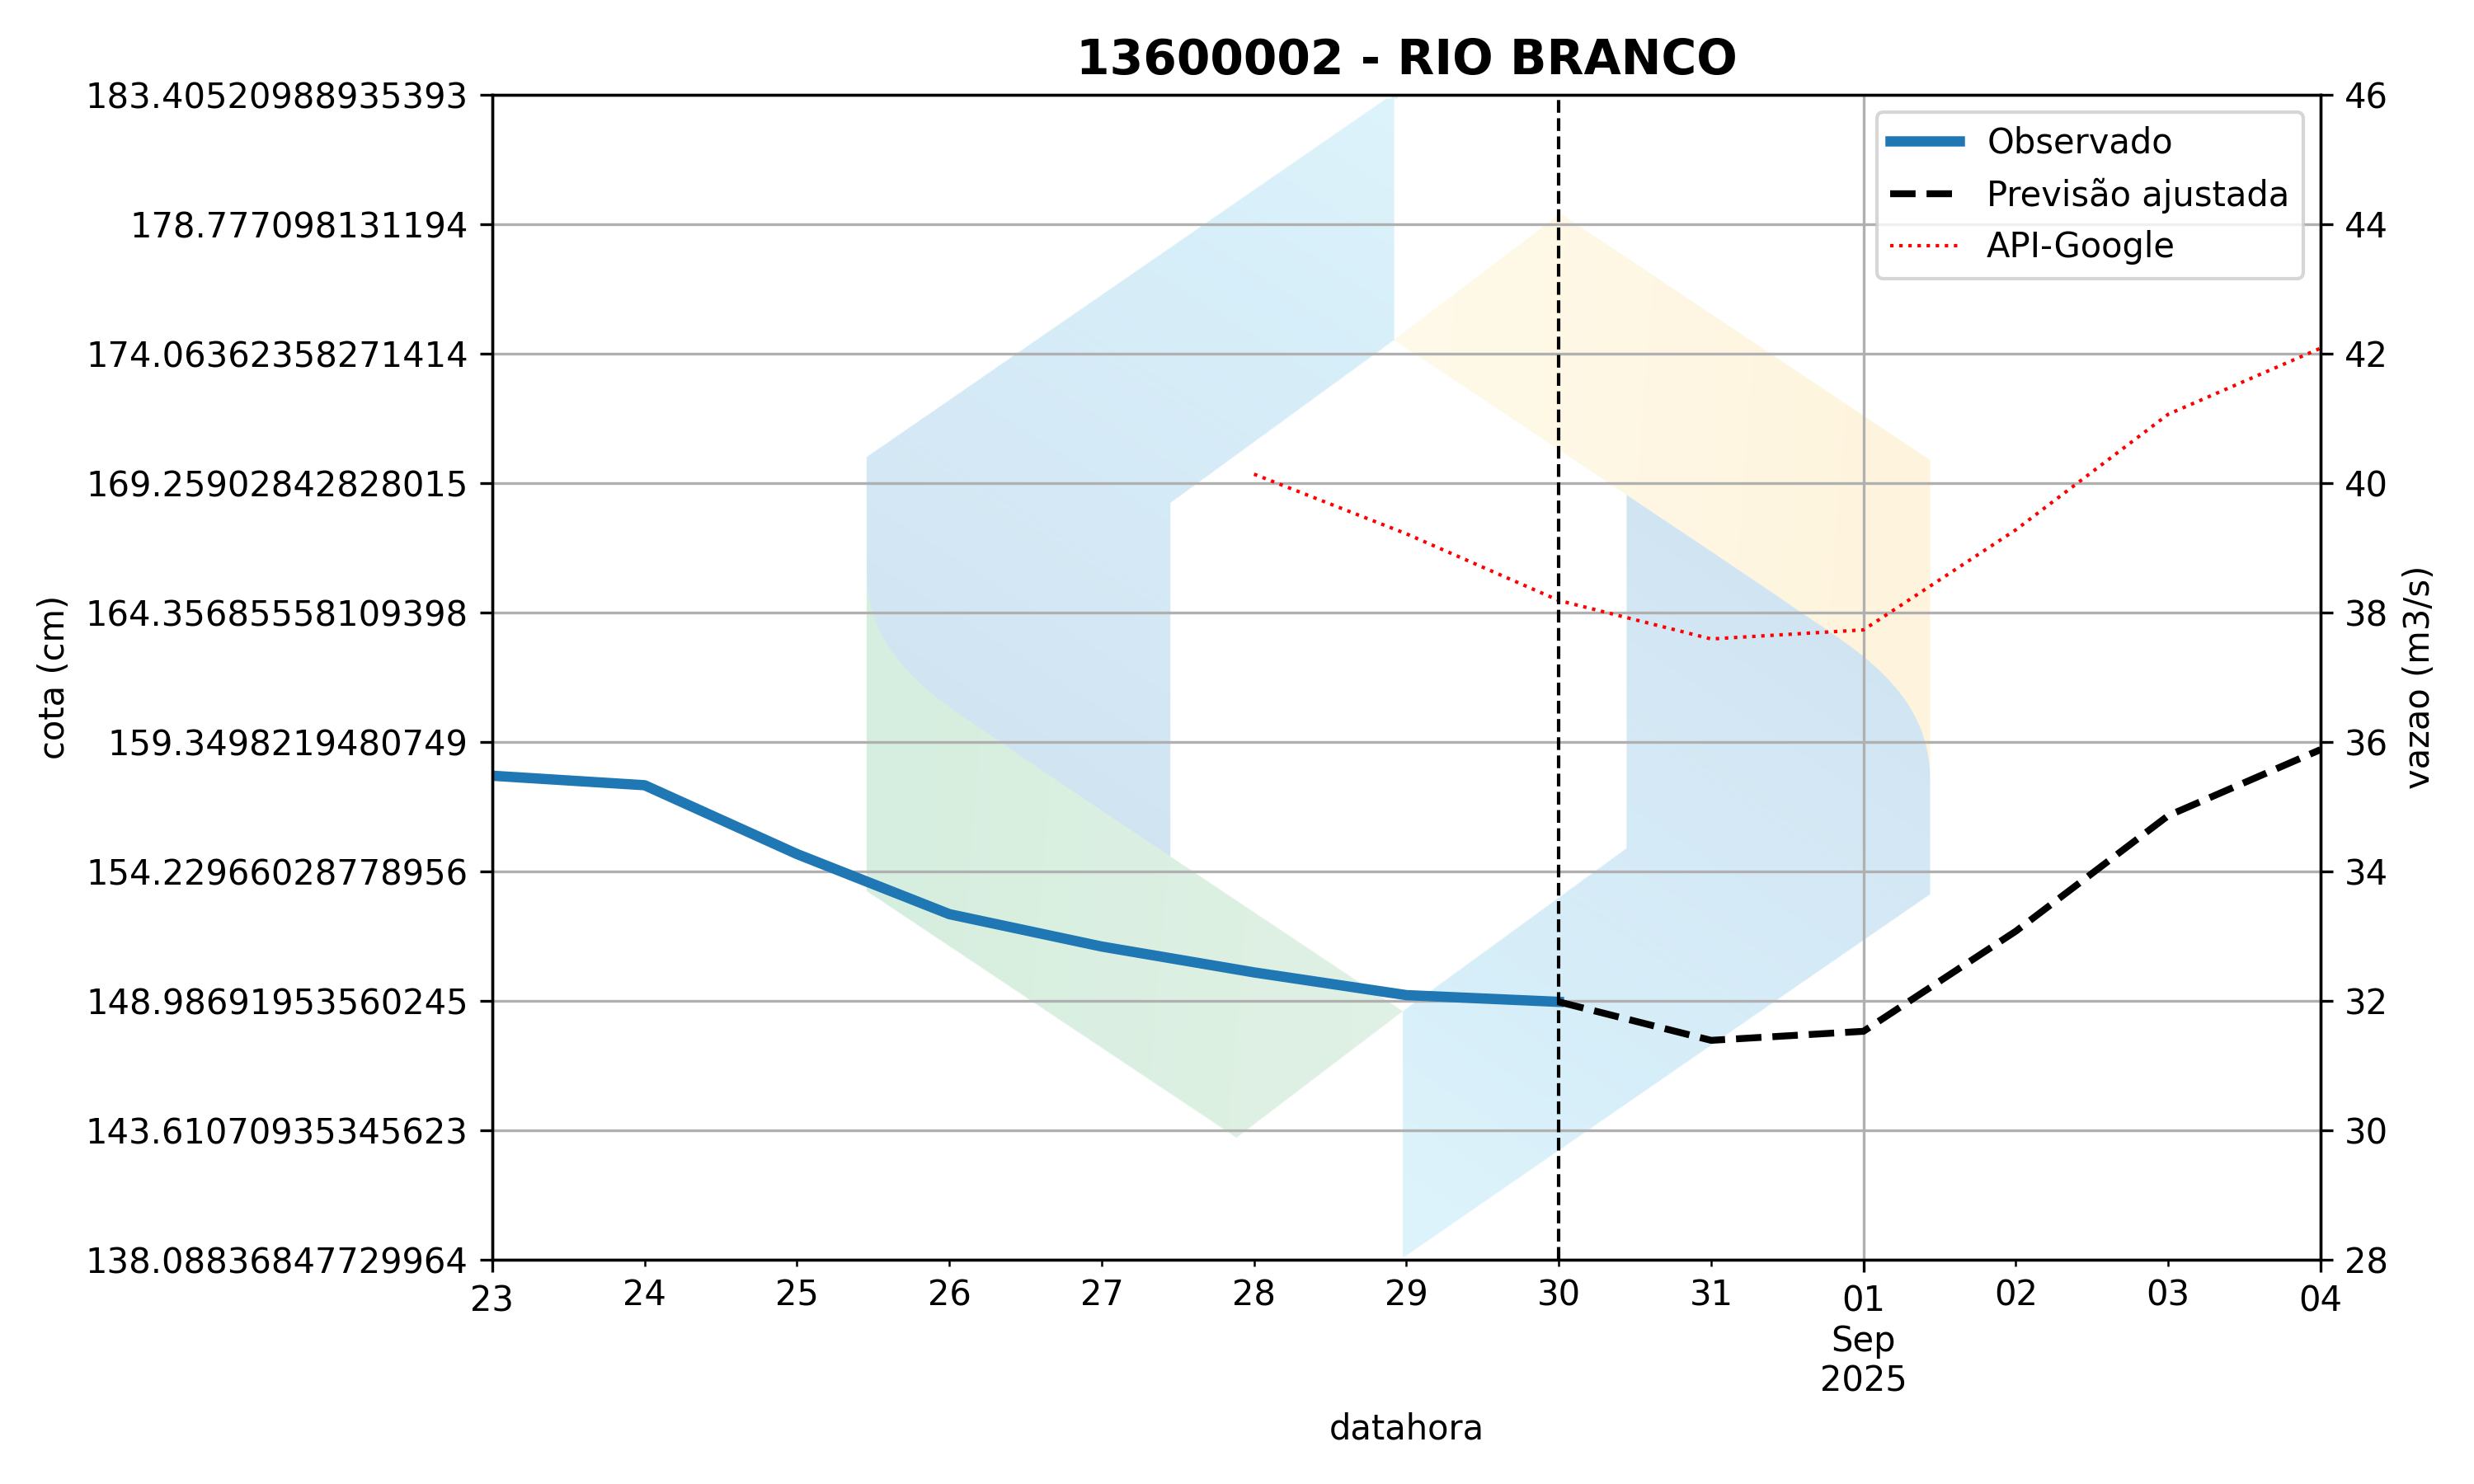 13600002 - RIO BRANCO
183.40520988935393
178.777098131194
174.06362358271414
169.25902842828015
164.35685558109398
159.3498219480749
154.22966028778956
148.98691953560245
143.61070935345623
138.08836847729964
cota (cm)
46
44
42
40
38
36
34
32
30
28
vazao (m3/s)
Observado
Previsão ajustada
API-Google
23 24 25 26 27 28 29 30 31 01 02 03 04
Sep
2025
datahora